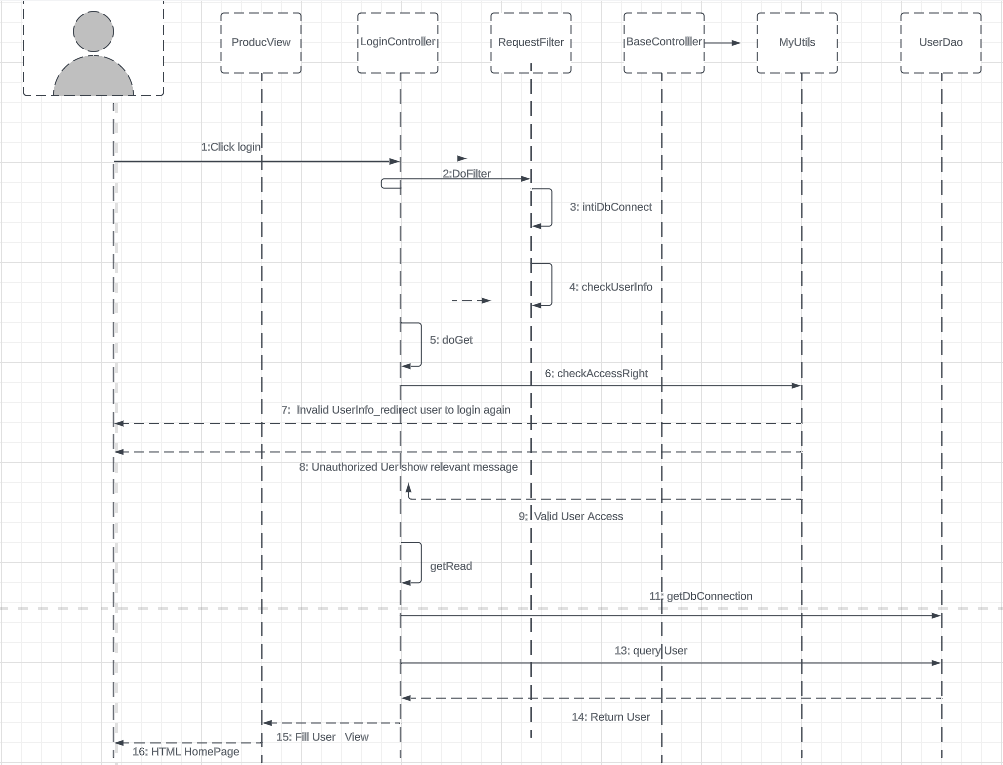 ProducView
LoginController
RequestFilter
BaseControlller
MyUtils
UserDao
1:Click login
2:DoFilter
3: intiDbConnect
4: checkUserInfo
5: doGet
6: checkAccessRight
7: Invalid UserInfo_redirect user to login again
8: Unauthorized Uer show relevant message
9: Valid User Access
getRead
11: getDbConnection
13: query User
14: Return User
15: Fill User View
16: HTML HomePage